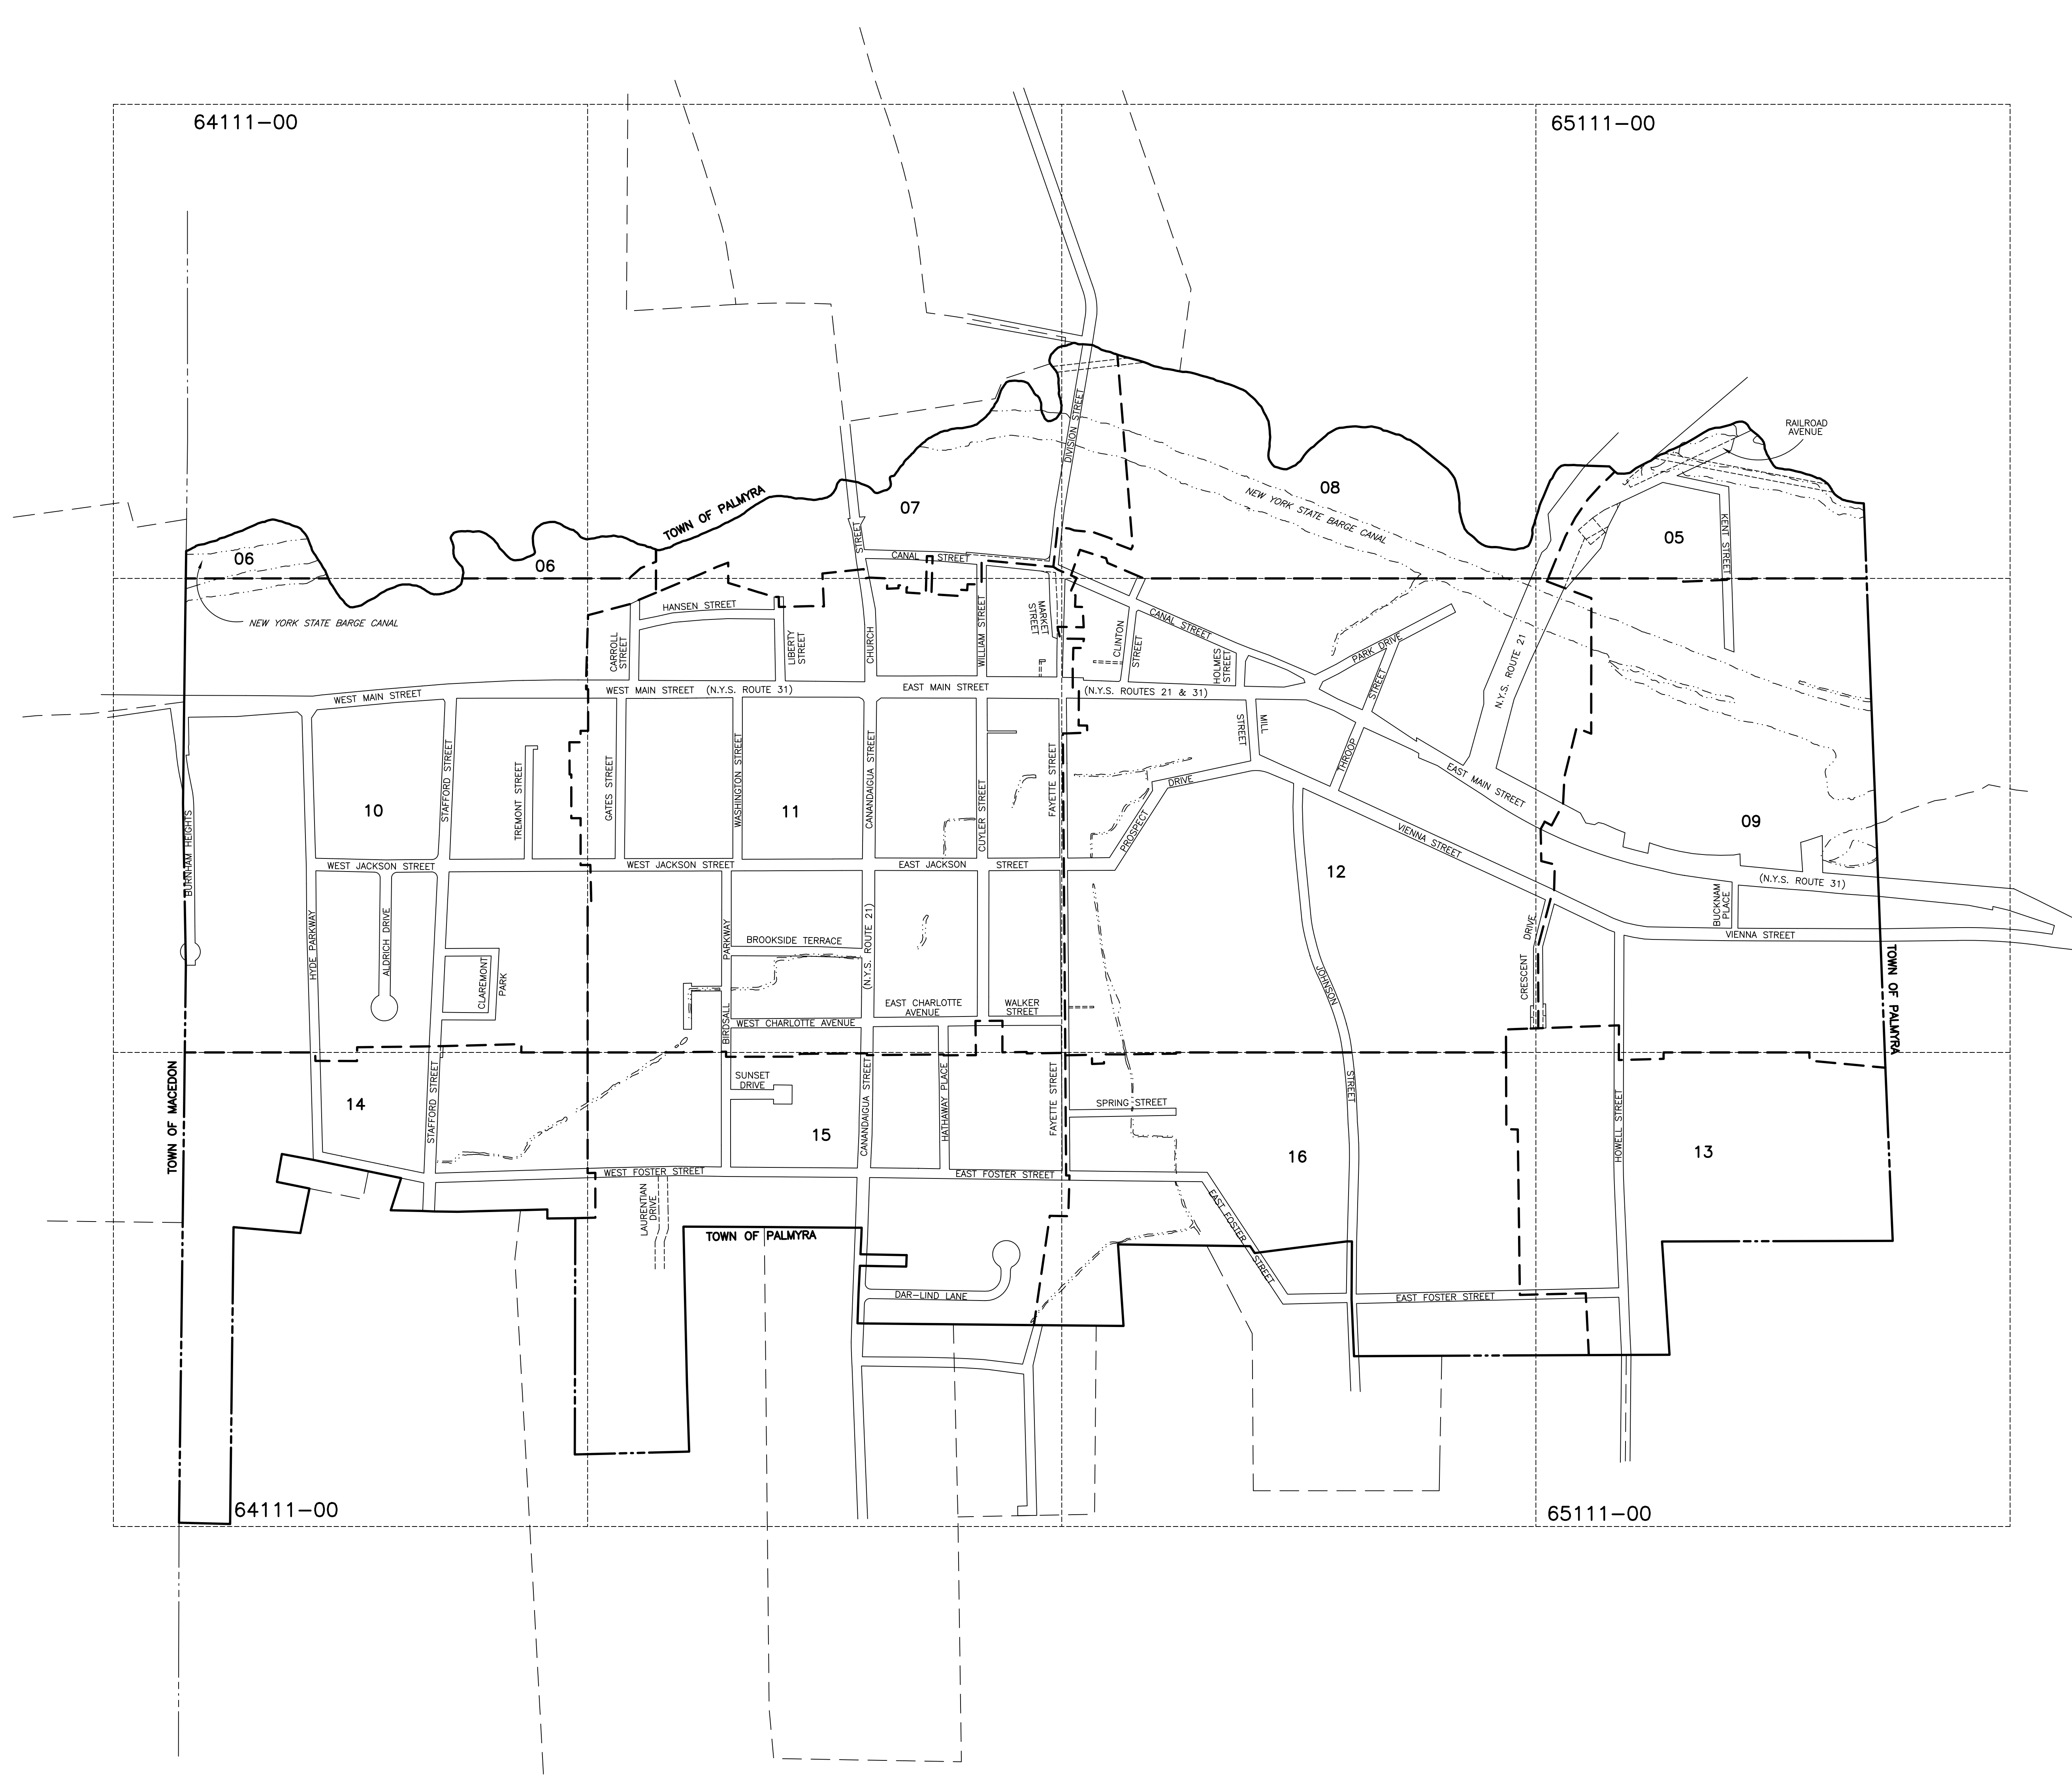 64111-00
65111-00
RAILROAD
AVENUE
DIVISION STREET
TOWN OF PALMYRA
07
08
NEW YORK STATE BARGE CANAL
05
KENT STREET
06
06
STREET
CANAL STREET
NEW YORK STATE BARGE CANAL
HANSEN STREET
CARROLL
STREET
LIBERTY
STREET
CHURCH
WILLIAM STREET
MARKET
STREET
CLINTON
STREET
CANAL STREET
HOLMES
STREET
PARK DRIVE
STREET
N.Y.S. ROUTE 21
WEST MAIN STREET
WEST MAIN STREET (N.Y.S. ROUTE 31)
EAST MAIN STREET
(N.Y.S. ROUTES 21 & 31)
STAFFORD STREET
TREMONT STREET
GATES STREET
WASHINGTON STREET
CANANDAIGUA STREET
CUYLER STREET
FAYETTE STREET
STREET
MILL
THROOP
DRIVE
PROSPECT
EAST MAIN STREET
BURNHAM HEIGHTS
10
11
09
VIENNA STREET
WEST JACKSON STREET
WEST JACKSON STREET
EAST JACKSON STREET
12
(N.Y.S. ROUTE 31)
BUCKNAM
PLACE
VIENNA STREET
HYDE PARKWAY
ALDRICH DRIVE
CLAREMONT
PARK
PARKWAY
BROOKSIDE TERRACE
(N.Y.S. ROUTE 21)
DRIVE
CRESCENT
JOHNSON
TOWN OF PALMYRA
BIRDSALL
WEST CHARLOTTE AVENUE
EAST CHARLOTTE
AVENUE
WALKER
STREET
TOWN OF MACEDON
14
STAFFORD STREET
SUNSET
DRIVE
15
CANANDAIGUA STREET
HATHAWAY PLACE
FAYETTE STREET
SPRING STREET
STREET
16
HOWELL STREET
13
WEST FOSTER STREET
EAST FOSTER STREET
LAURENTIAN
DRIVE
TOWN OF PALMYRA
EAST FOSTER STREET
DAR-LIND LANE
EAST FOSTER STREET
64111-00
65111-00